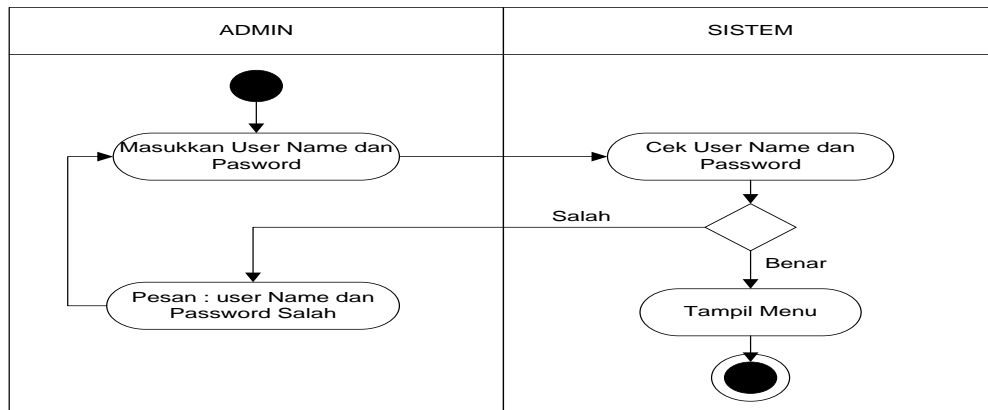 ADMIN
SISTEM
Masukkan User Name dan
Pasword
Cek User Name dan
Password
Salah
Benar
Pesan : user Name dan
Password Salah
Tampil Menu